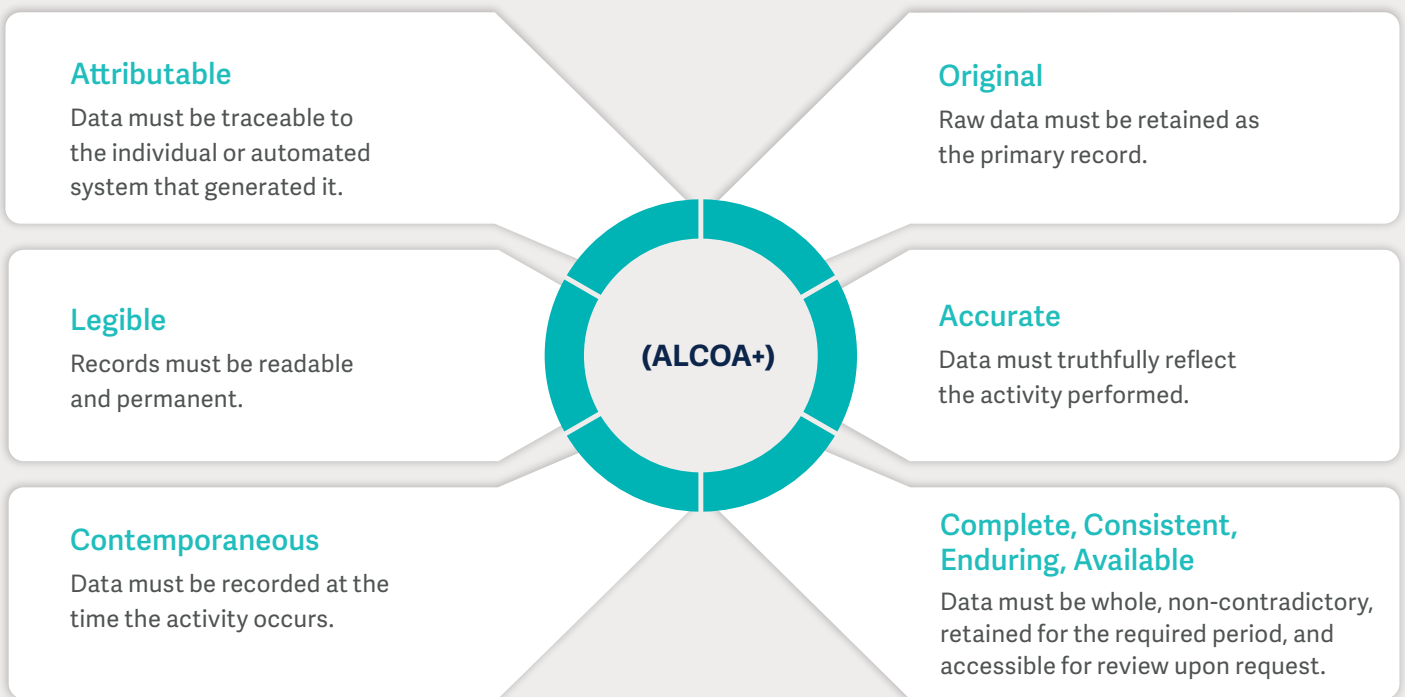 Attributable
Data must be traceable to
the individual or automated
system that generated it.
Legible
Records must be readable
and permanent.
Contemporaneous
Data must be recorded at the
time the activity occurs.
(ALCOA+)
Original
Raw data must be retained as
the primary record.
Accurate
Data must truthfully reflect
the activity performed.
Complete, Consistent,
Enduring, Available
Data must be whole, non-contradictory,
retained for the required period, and
accessible for review upon request.